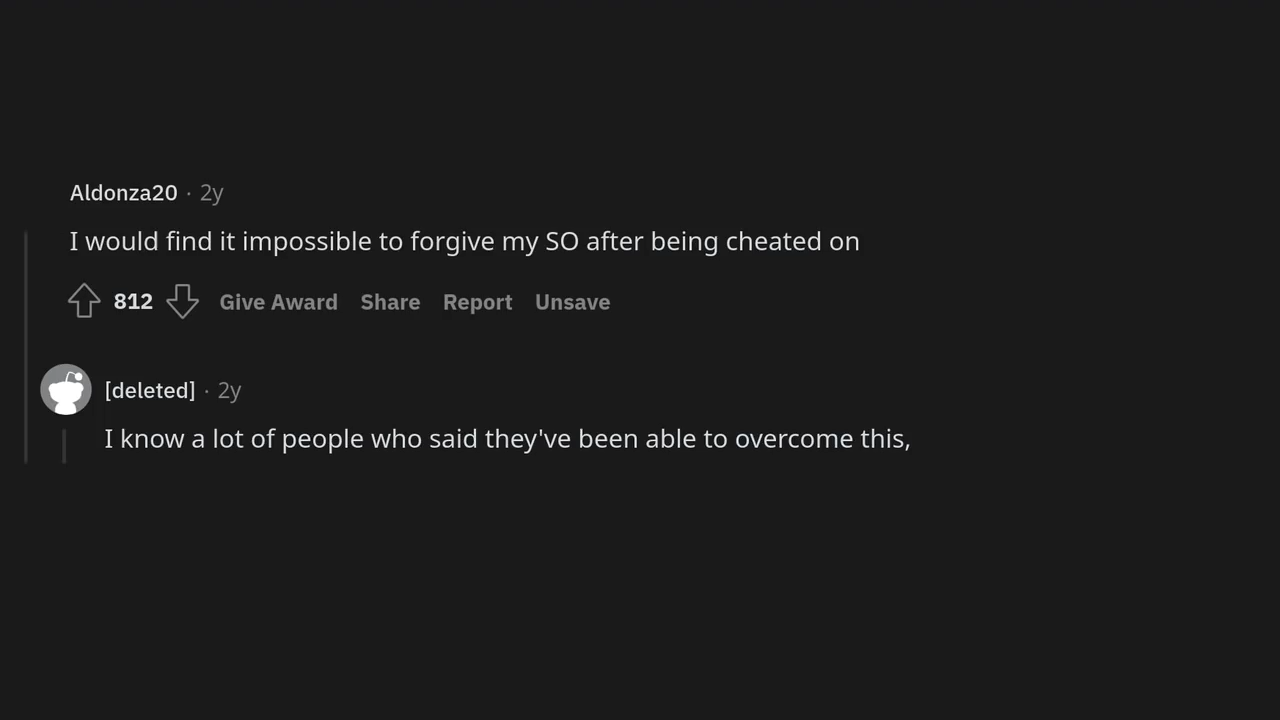 Aldonza20 · 2y
I would find it impossible to forgive my SO after being cheated on
812 Give Award Share Report Unsave
[deleted] · 2y
I know a lot of people who said they've been able to overcome this,